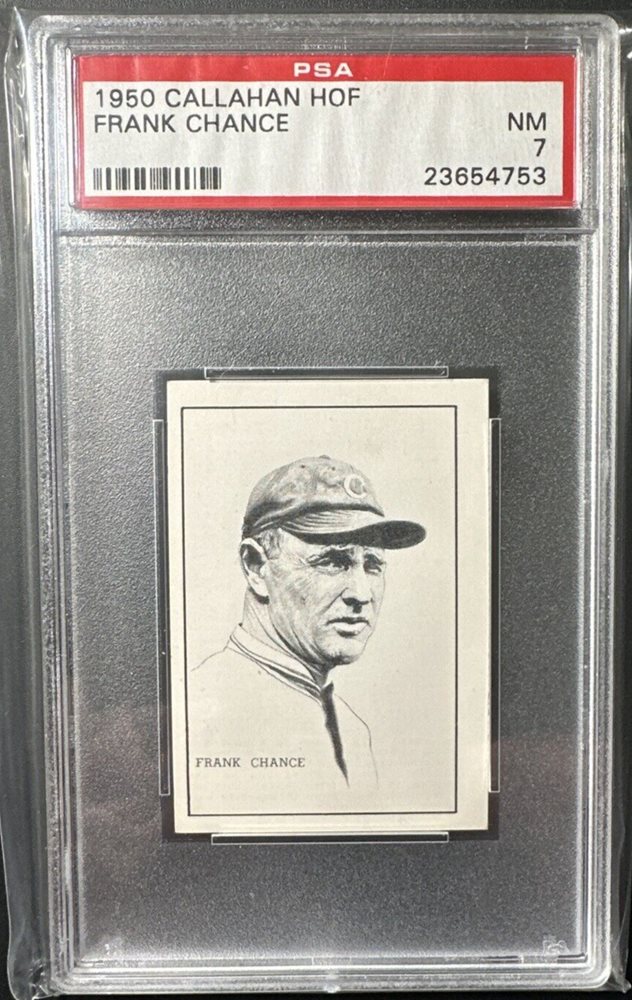 PSA
1950 CALLAHAN HOF
FRANK CHANCE
NM
7
23654753
C
FRANK CHANCE